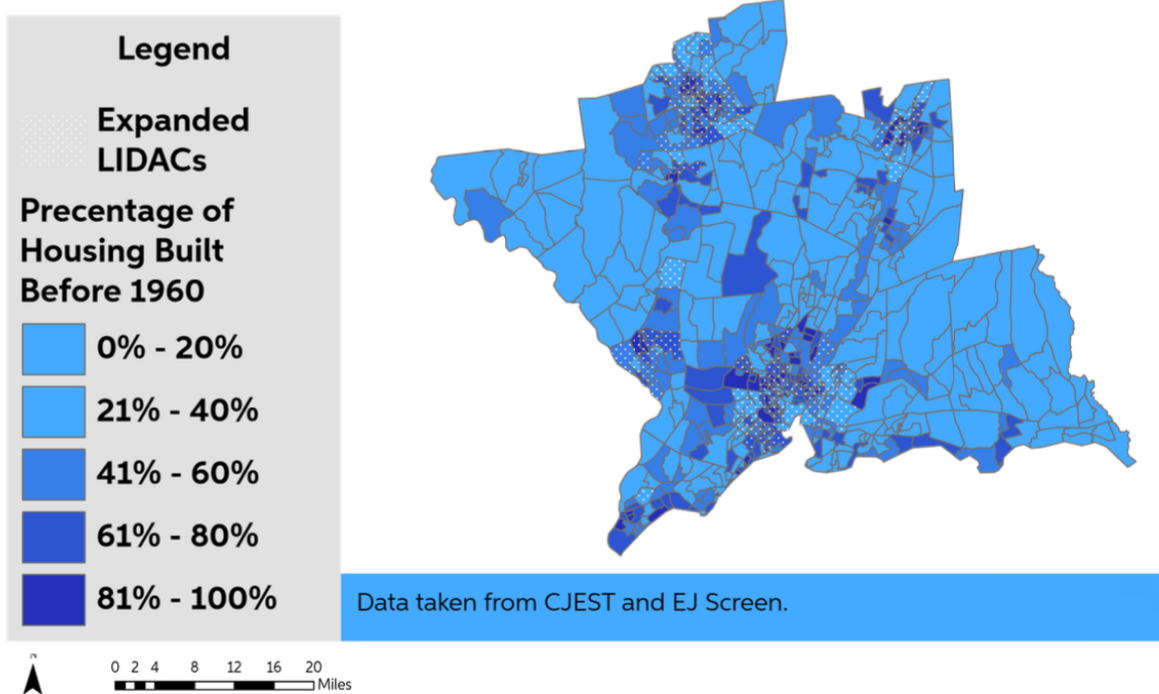 Legend
Expanded
LIDACs
Precentage of
Housing Built
Before 1960
0% - 20%
21% - 40%
41% - 60%
61% - 80%
81% - 100%
Data taken from CJEST and EJ Screen.
N
0 2 4 8 12 16 20
Miles